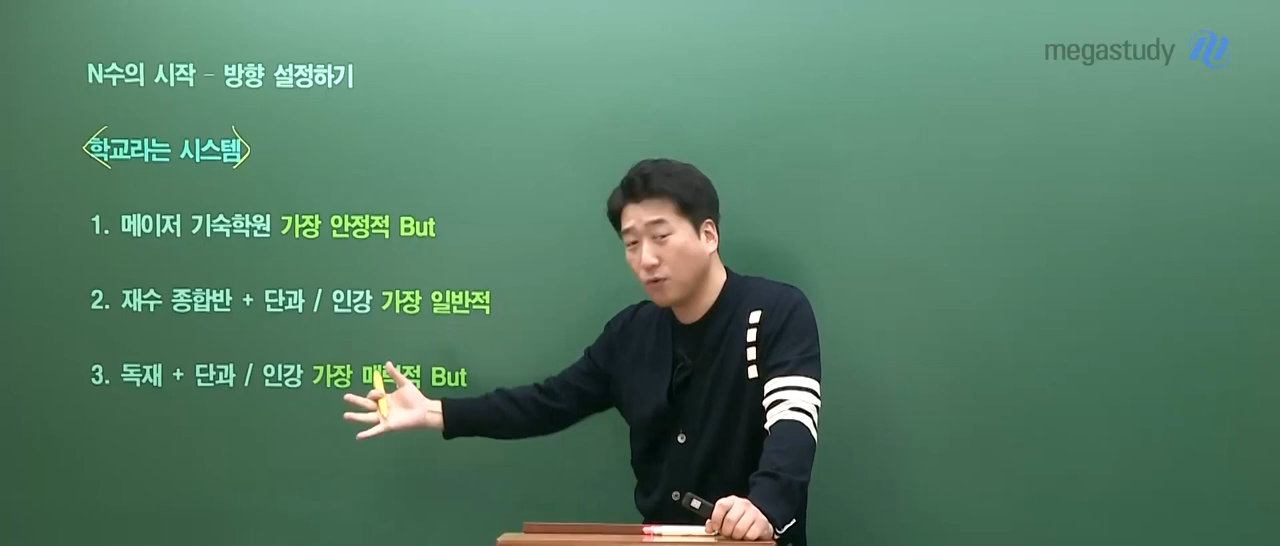 megastudy
N수의 시작 - 방향 설정하기
<학교라는 시스템>
1. 메이저 기숙학원 가장 안정적 But
2. 재수 종합반 + 단과 / 인강 가장 일반적
3. 독재 + 단과 / 인강 가장 But